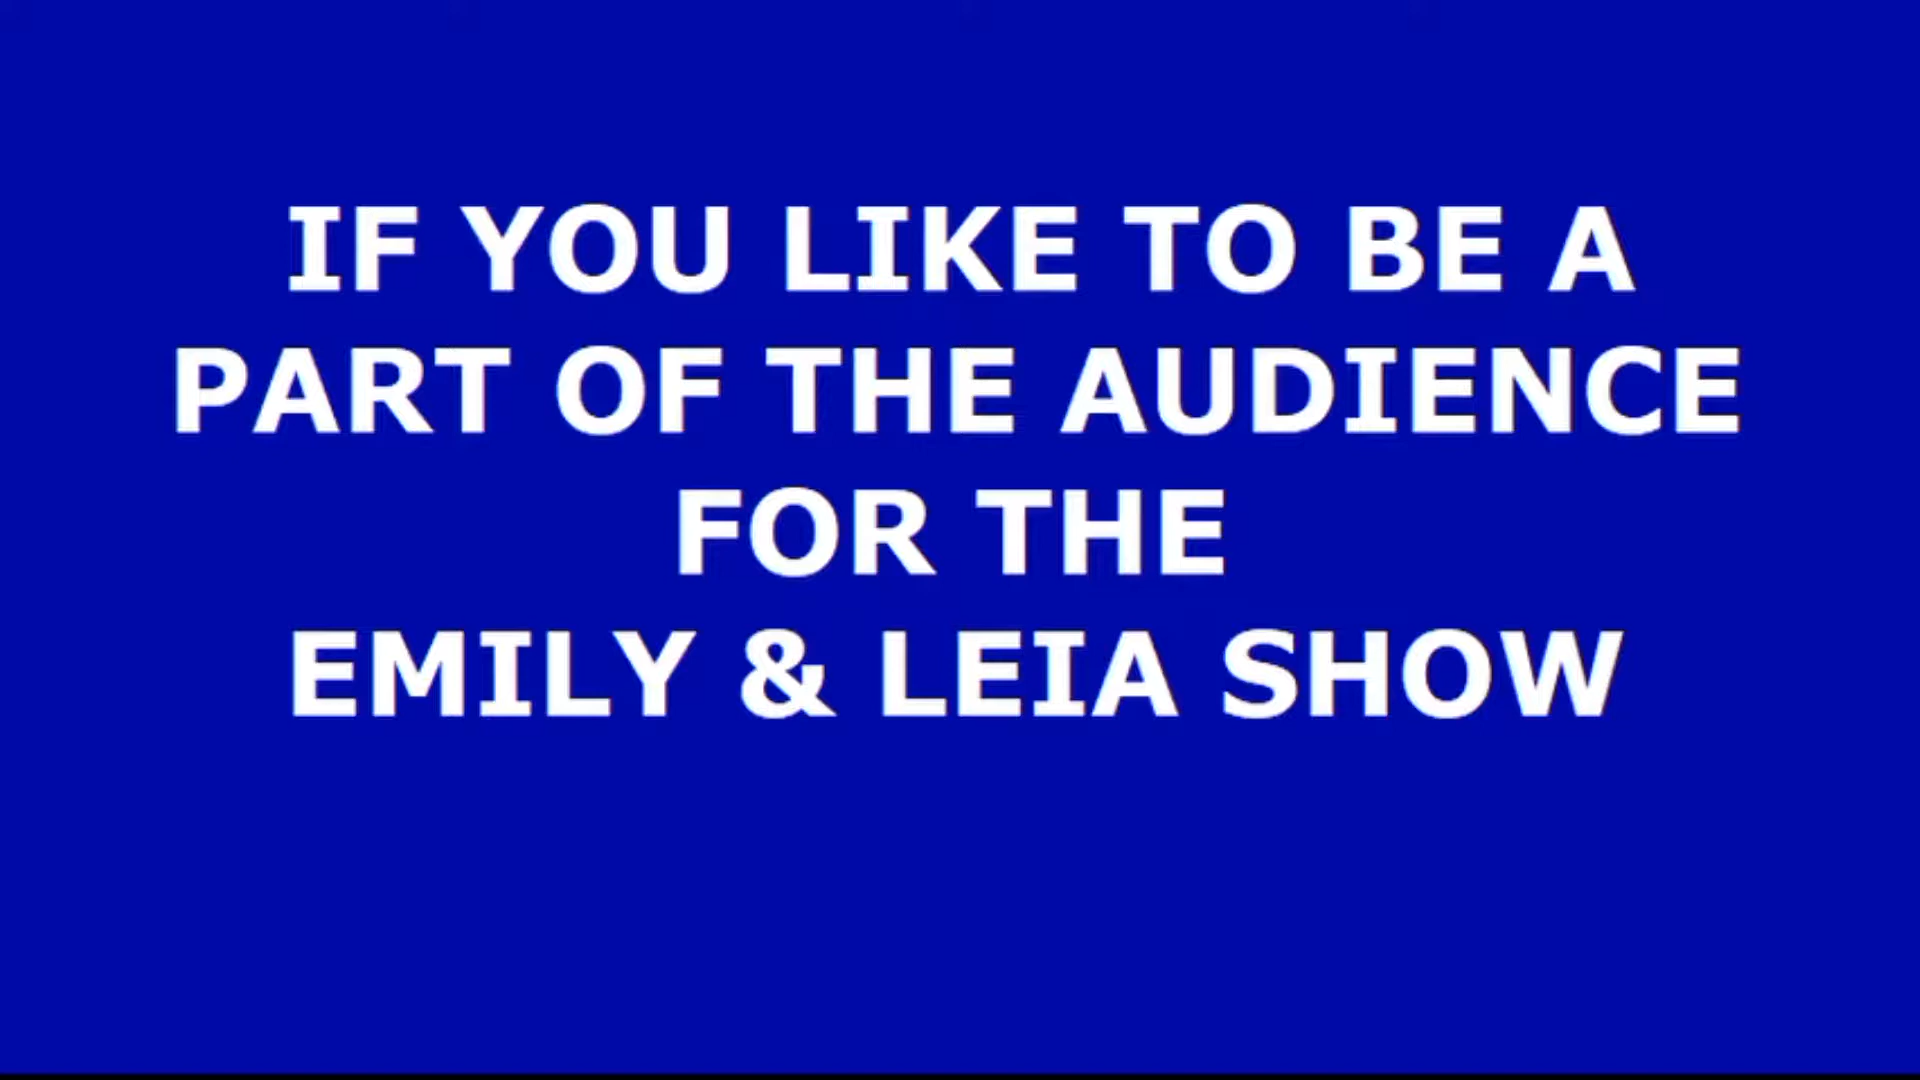 IF YOU LIKE TO BE A
PART OF THE AUDIENCE
FOR THE
EMILY & LEIA SHOW